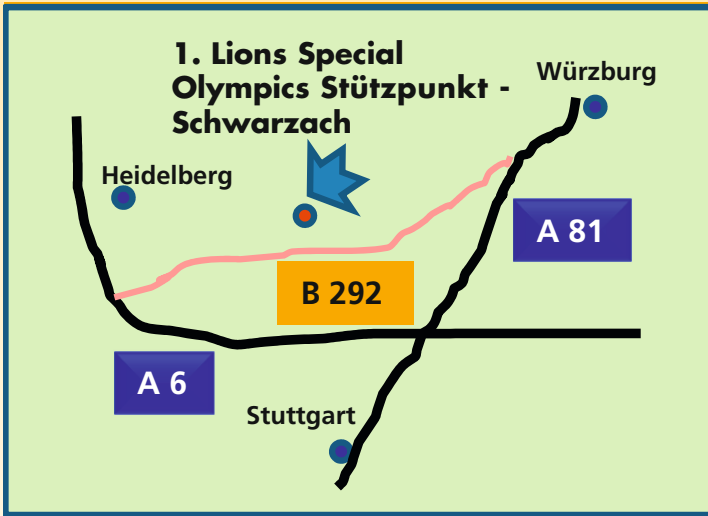 1. Lions Special
Olympics Stützpunkt -
Schwarzach
Würzburg
Heidelberg
A 81
B 292
A 6
Stuttgart